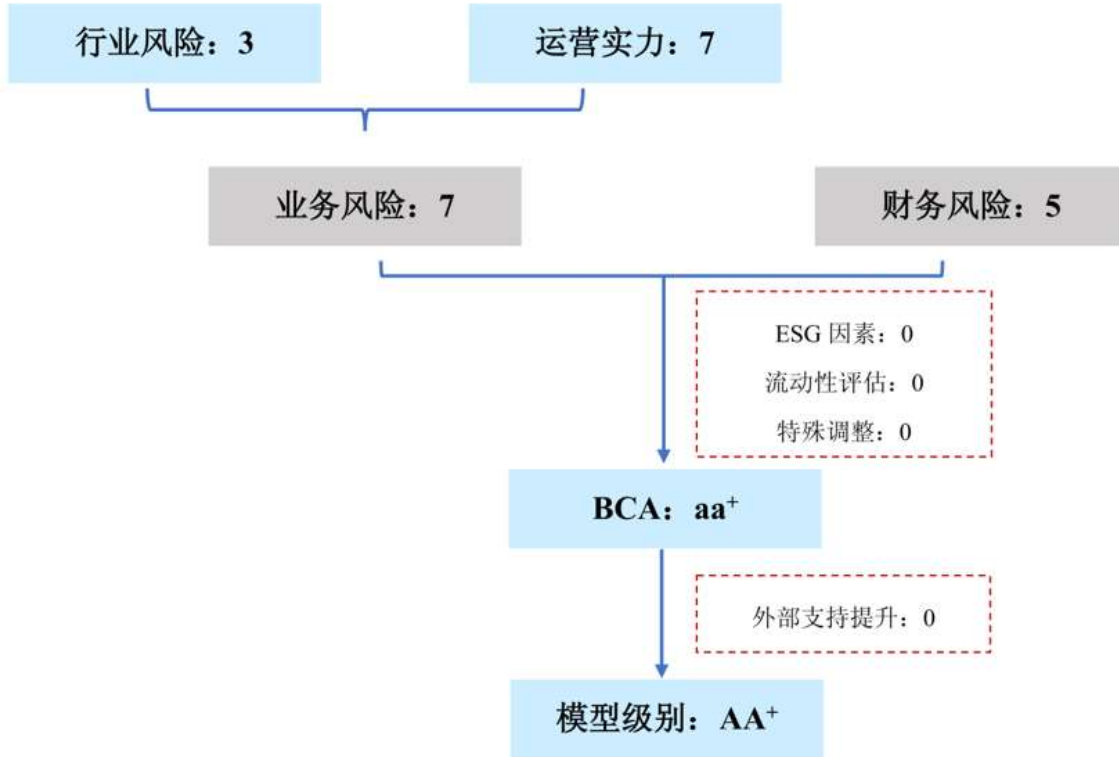 行业风险：3
运营实力：7
业务风险：7
财务风险：5
ESG 因素：0
流动性评估：0
特殊调整：0
BCA：aa⁺
外部支持提升：0
模型级别：AA⁺